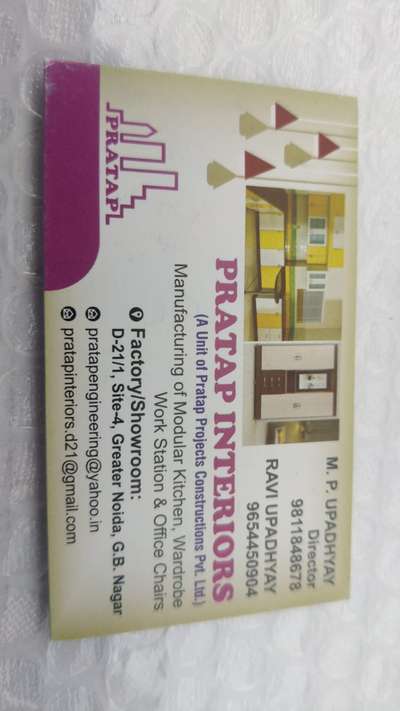 M. P. UPADHYAY
Director
9811848678
RAVI UPADHYAY
9654450904
PRATAP
PRATAP INTERIORS
(A Unit of Pratap Projects Constructions Pvt. Ltd.)
Manufacturing of Modular Kitchen, Wardrobe
Work Station & Office Chairs
Factory/Showroom:
D-21/1, Site-4, Greater Noida, G.B. Nagar
pratapengineering@yahoo.in
pratapinteriors.d21@gmail.com